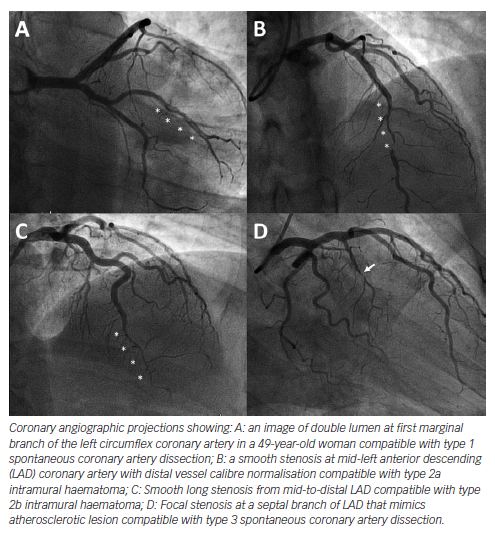 A
B
C
D
Coronary angiographic projections showing: A: an image of double lumen at first marginal
branch of the left circumflex coronary artery in a 49-year-old woman compatible with type 1
spontaneous coronary artery dissection; B: a smooth stenosis at mid-left anterior descending
(LAD) coronary artery with distal vessel calibre normalisation compatible with type 2a
intramural haematoma; C: Smooth long stenosis from mid-to-distal LAD compatible with type
2b intramural haematoma; D: Focal stenosis at a septal branch of LAD that mimics
atherosclerotic lesion compatible with type 3 spontaneous coronary artery dissection.